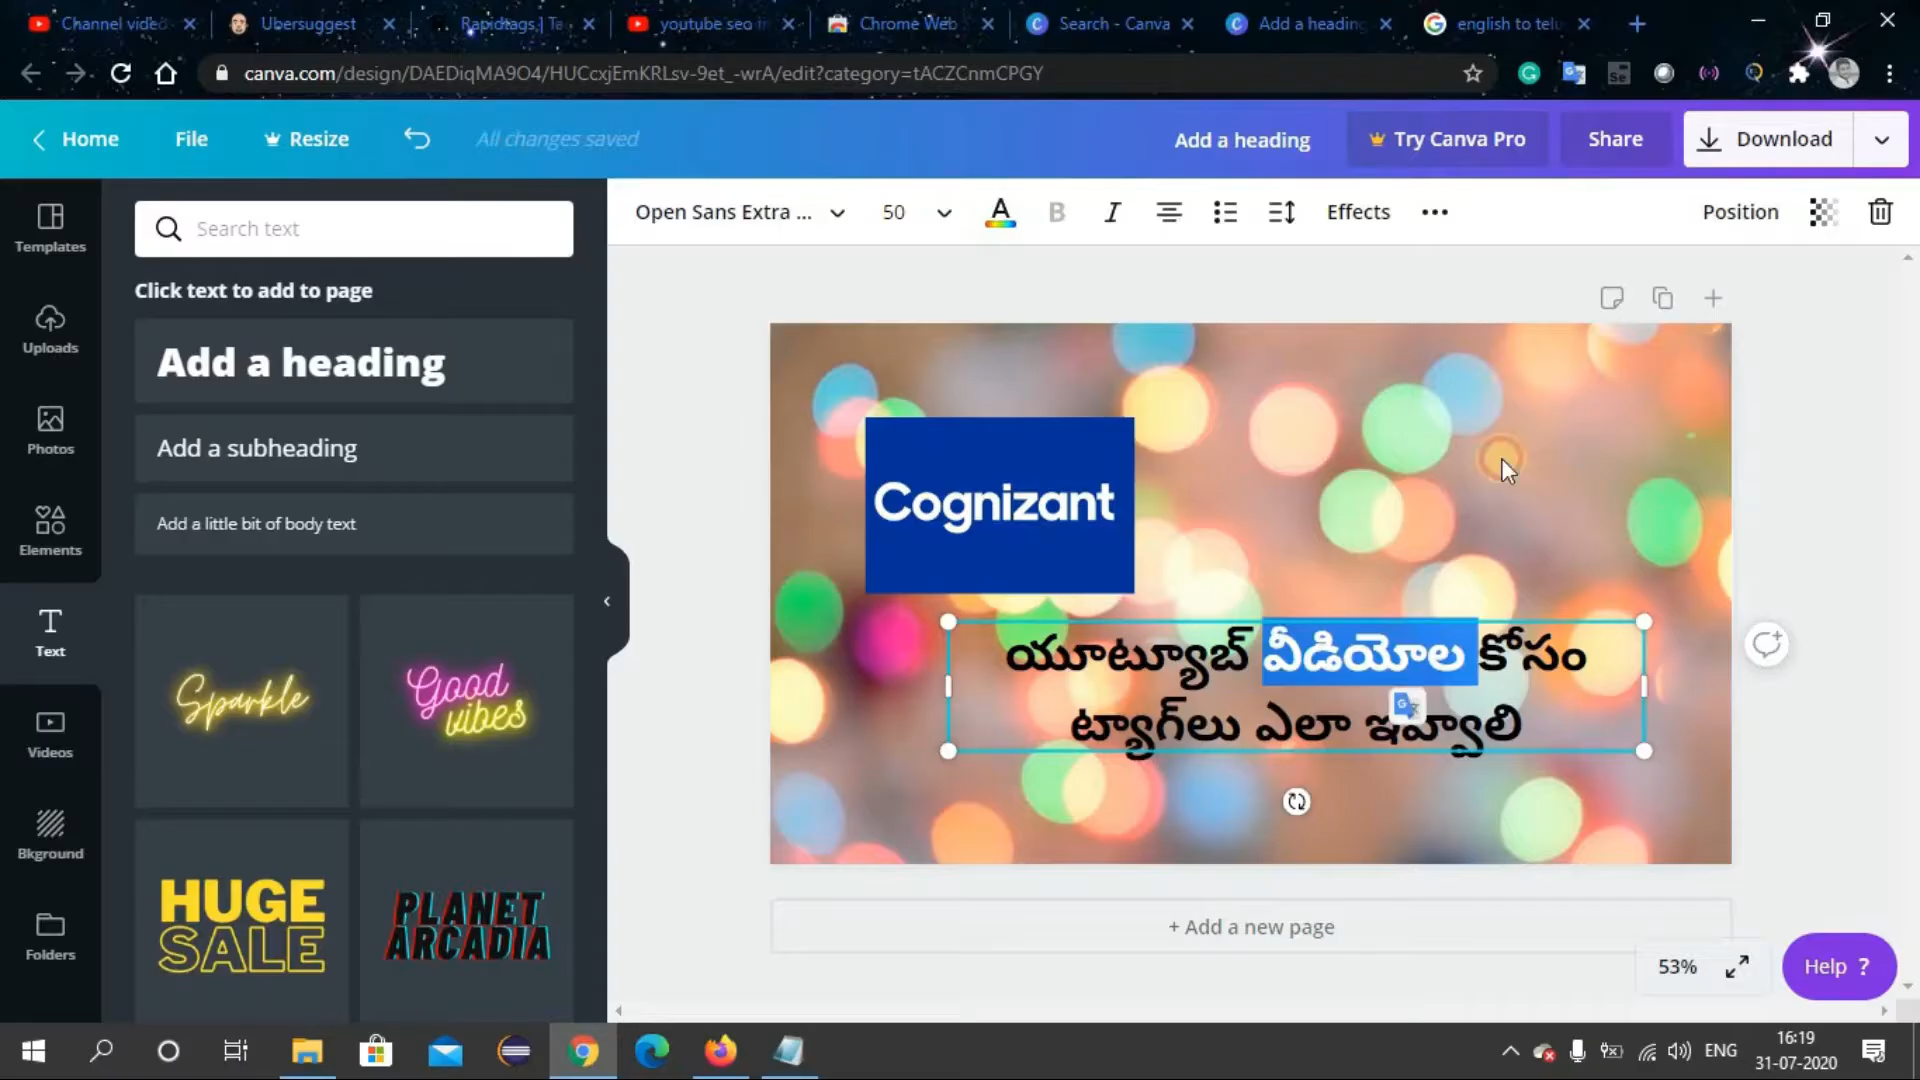 Channel video
Ubersuggest
Rapidtags | Ta
youtube seo in
Chrome Web
Search - Canva
Add a heading
english to telu
canva.com/design/DAEDiqMA9O4/HUCcxjEmKRLsv-9et_-wrA/edit?category=tACZCnmCPGY
Home
File
Resize
All changes saved
Add a heading
Try Canva Pro
Share
Download
Templates
Uploads
Photos
Elements
Text
Videos
Bkground
Folders
Search text
Click text to add to page
Add a heading
Add a subheading
Add a little bit of body text
Sparkle
Good
vibes
HUGE
SALE
PLANET
ARCADIA
Open Sans Extra ...
50
A
B
I
Effects
Position
Cognizant
యూట్యూబ్ వీడియోల కోసం
ట్యాగ్‌లు ఎలా ఇవ్వాలి
+ Add a new page
53%
Help ?
ENG
16:19
31-07-2020